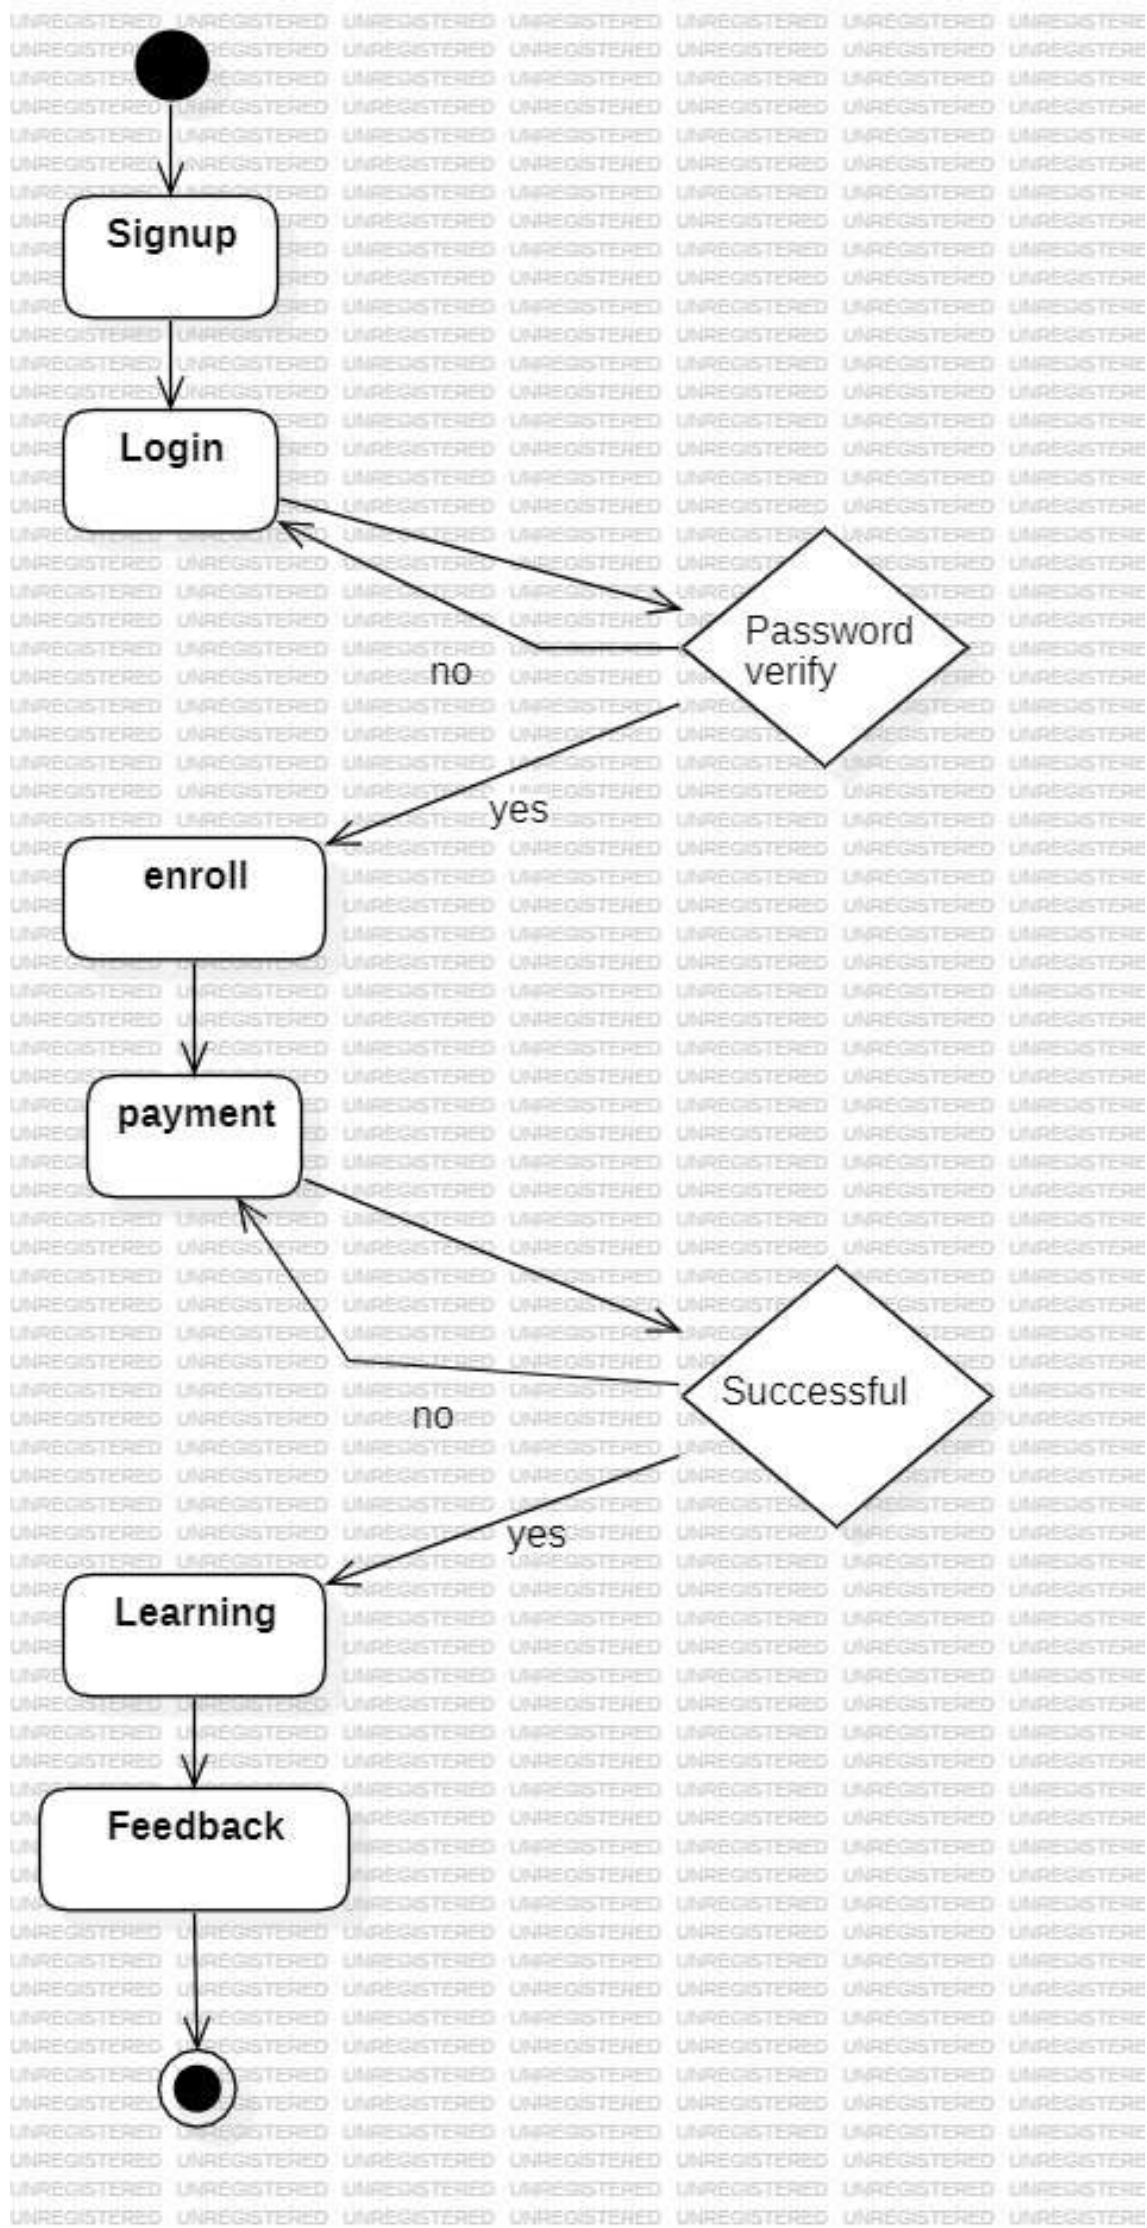 Signup
Login
Password
verify
no
yes
enroll
payment
Successful
no
yes
Learning
Feedback
UNREGISTERED